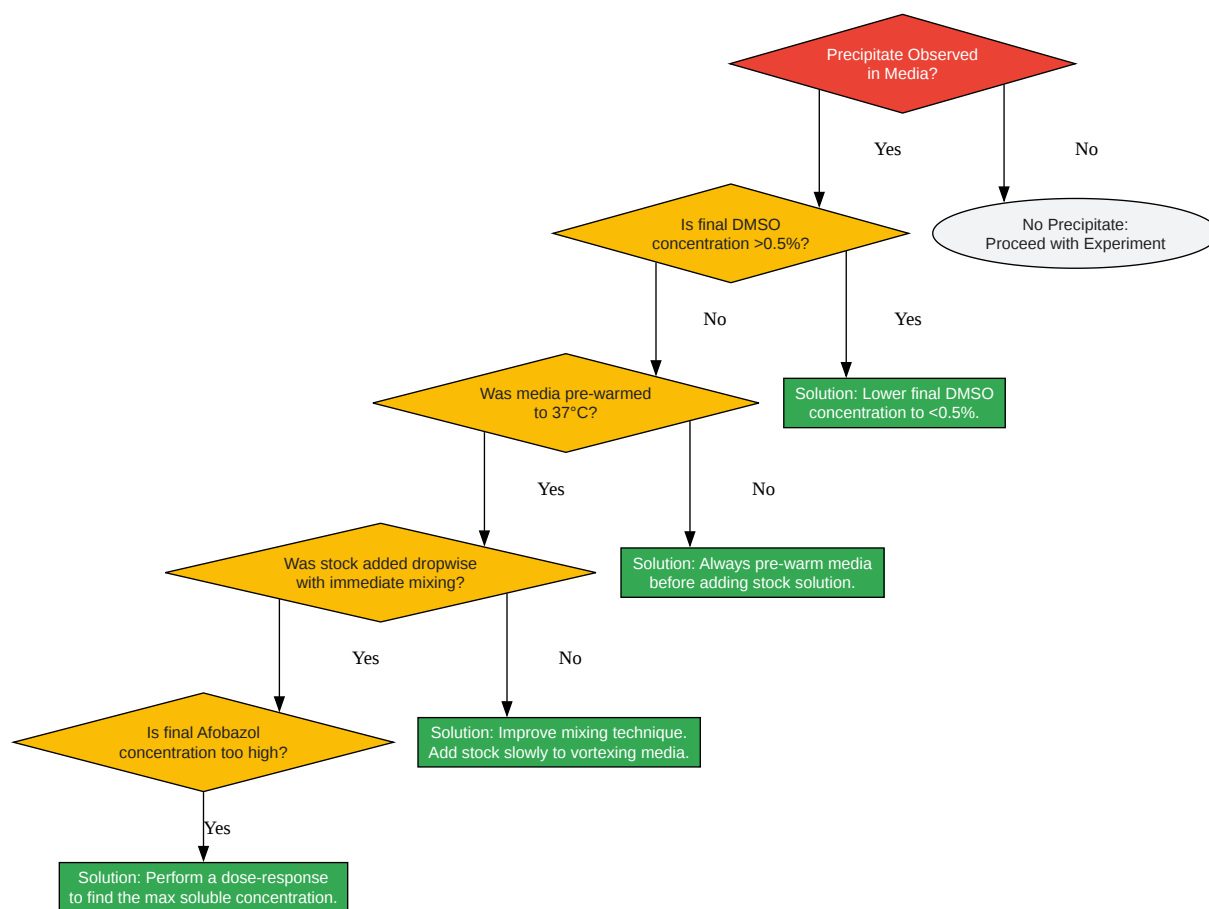 Precipitate Observed
in Media?
Yes
No
Is final DMSO
concentration >0.5%?
No Precipitate:
Proceed with Experiment
No
Yes
Was media pre-warmed
to 37°C?
Solution: Lower final DMSO
concentration to <0.5%.
Yes
No
Was stock added dropwise
with immediate mixing?
Solution: Always pre-warm media
before adding stock solution.
Yes
No
Is final Afobazol
concentration too high?
Solution: Improve mixing technique.
Add stock slowly to vortexing media.
Yes
Solution: Perform a dose-response
to find the max soluble concentration.